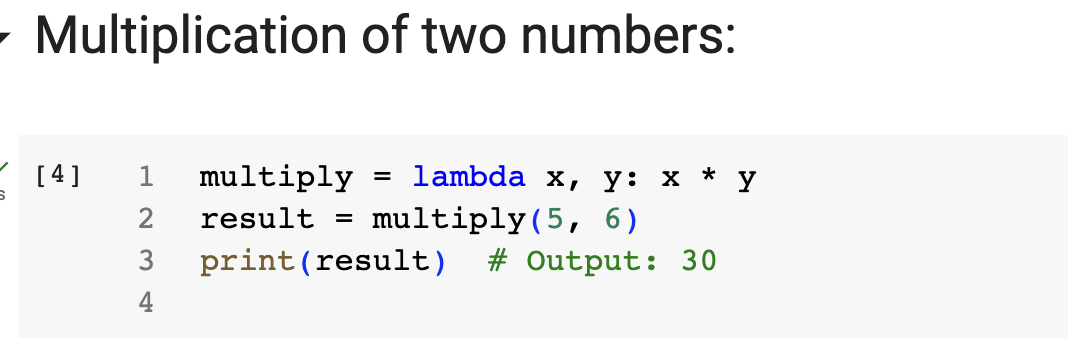 Multiplication of two numbers:
[4] 1 multiply = lambda x, y: x * y
2 result = multiply(5, 6)
3 print(result)  # Output: 30
4
s